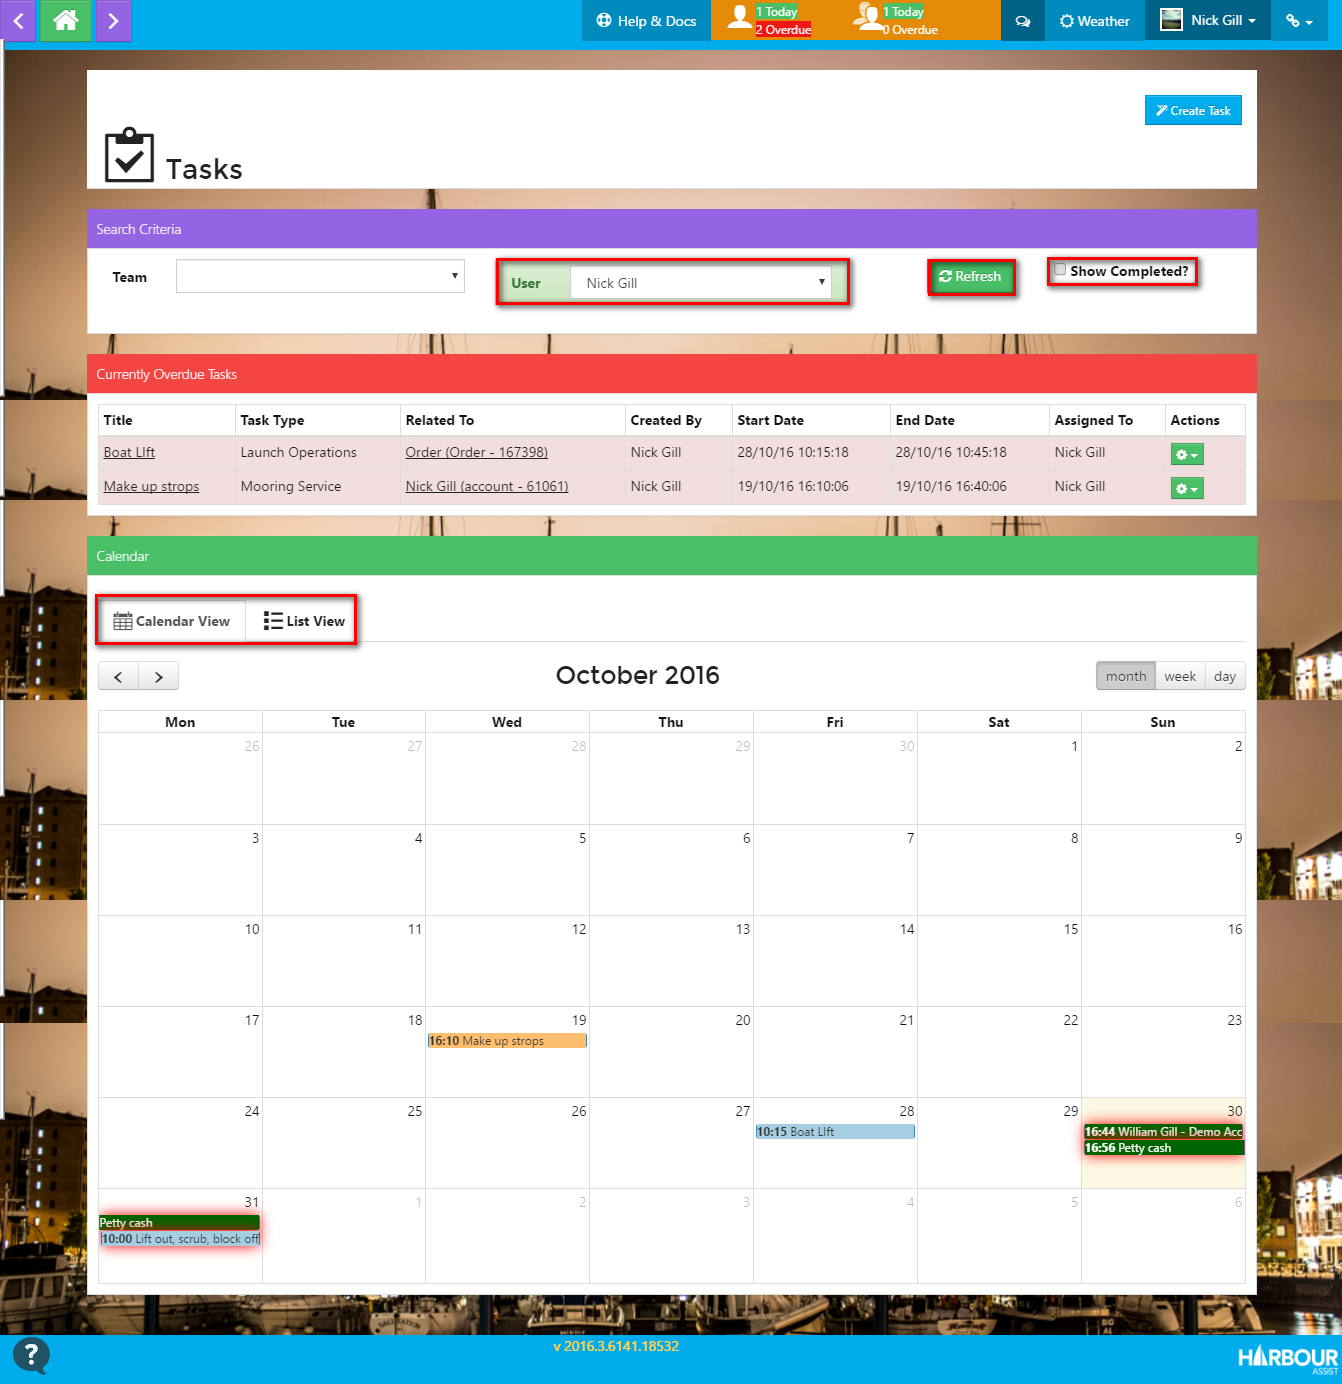 Help & Docs
1 Today
2 Overdue
1 Today
0 Overdue
Weather
Nick Gill
Create Task
Tasks
Search Criteria
Team
User
Nick Gill
Refresh
Show Completed?
Currently Overdue Tasks
Title Task Type Related To Created By Start Date End Date Assigned To Actions
Boat LIft Launch Operations Order (Order - 167398) Nick Gill 28/10/16 10:15:18 28/10/16 10:45:18 Nick Gill
Make up strops Mooring Service Nick Gill (account - 61061) Nick Gill 19/10/16 16:10:06 19/10/16 16:40:06 Nick Gill
Calendar
Calendar View List View
October 2016
month week day
Mon Tue Wed Thu Fri Sat Sun
26 27 28 29 30 1 2
3 4 5 6 7 8 9
10 11 12 13 14 15 16
17 18 19 20 21 22 23
16:10 Make up strops
24 25 26 27 28 29 30
10:15 Boat LIft
16:44 William Gill - Demo Acc
16:56 Petty cash
31 1 2 3 4 5 6
Petty cash
10:00 Lift out, scrub, block off
v 2016.3.6141.18532
?
HARBOUR
ASSIST